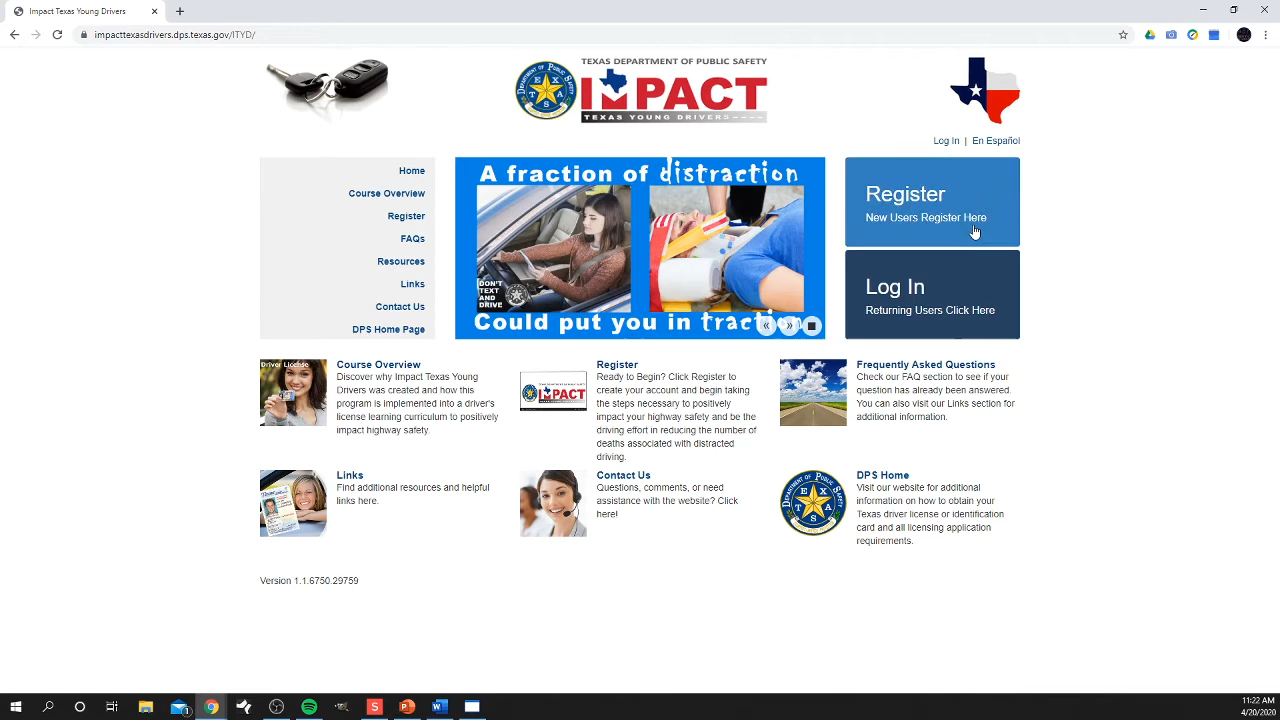 Impact Texas Young Drivers
impacttexasdrivers.dps.texas.gov/ITYD/
TEXAS DEPARTMENT OF PUBLIC SAFETY
IMPACT
TEXAS YOUNG DRIVERS
Log In | En Español
Home
Course Overview
Register
FAQs
Resources
Links
Contact Us
DPS Home Page
A fraction of distraction
DON'T
TEXT
AND
DRIVE
Could put you in traction
Register
New Users Register Here
Log In
Returning Users Click Here
Driver License
Course Overview
Discover why Impact Texas Young
Drivers was created and how this
program is implemented into a driver's
license learning curriculum to positively
impact highway safety.
IMPACT
Register
Ready to Begin? Click Register to
create your account and begin taking
the steps necessary to positively
impact your highway safety and be the
driving effort in reducing the number of
deaths associated with distracted
driving.
Frequently Asked Questions
Check our FAQ section to see if your
question has already been answered.
You can also visit our Links section for
additional information.
Links
Find additional resources and helpful
links here.
Contact Us
Questions, comments, or need
assistance with the website? Click
here!
DEPARTMENT OF PUBLIC SAFETY
TEXAS
DPS Home
Visit our website for additional
information on how to obtain your
Texas driver license or identification
card and all licensing application
requirements.
Version 1.1.6750.29759
11:22 AM
4/20/2020